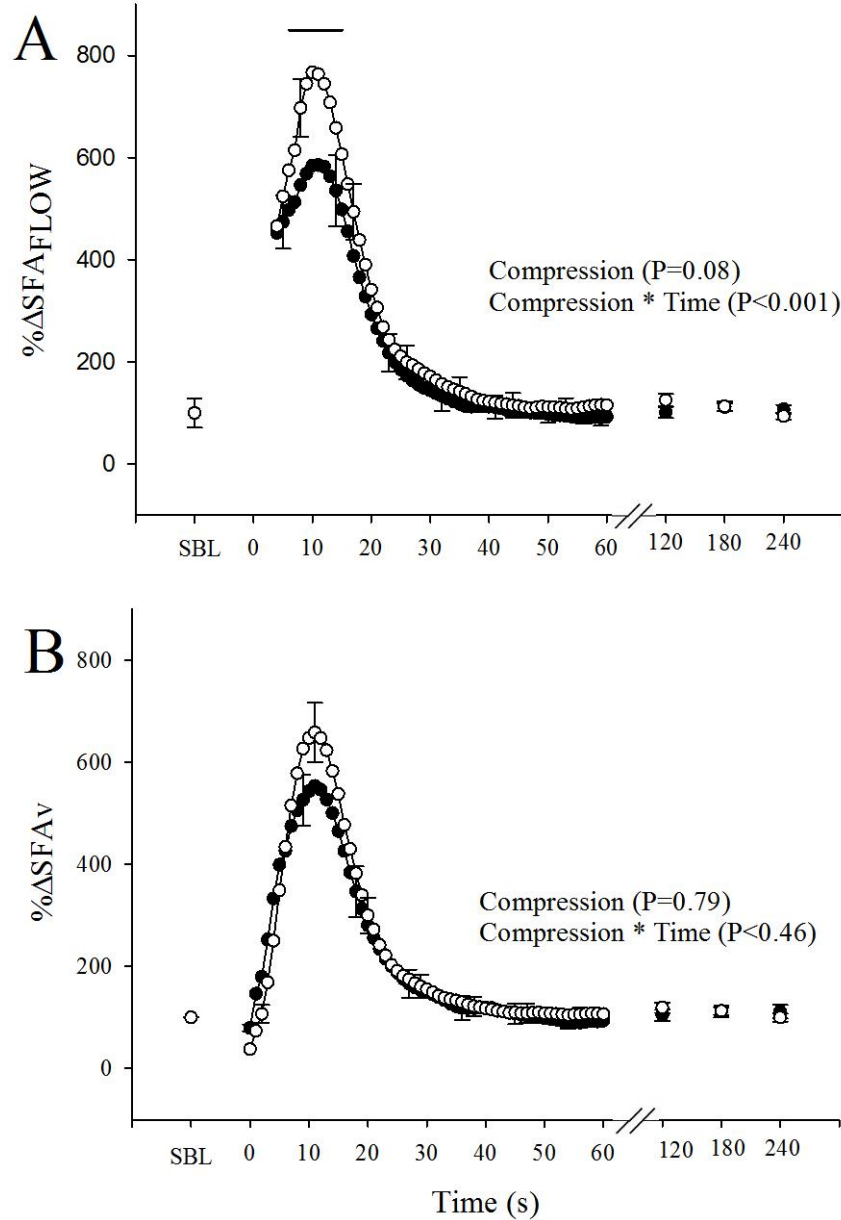 A
800
600
400
200
0
%ΔSFA_FLOW
Compression (P=0.08)
Compression * Time (P<0.001)
SBL 0 10 20 30 40 50 60 120 180 240
B
800
600
400
200
0
%ΔSFAv
Compression (P=0.79)
Compression * Time (P<0.46)
SBL 0 10 20 30 40 50 60 120 180 240
Time (s)